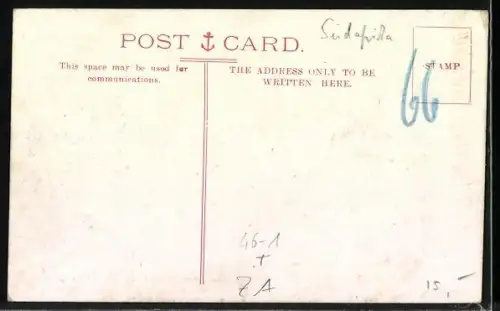 Südafrika
POST CARD.
This space may be used for communications.
THE ADDRESS ONLY TO BE
WRITTEN HERE.
STAMP
66
46-1
+
ZA
15,-